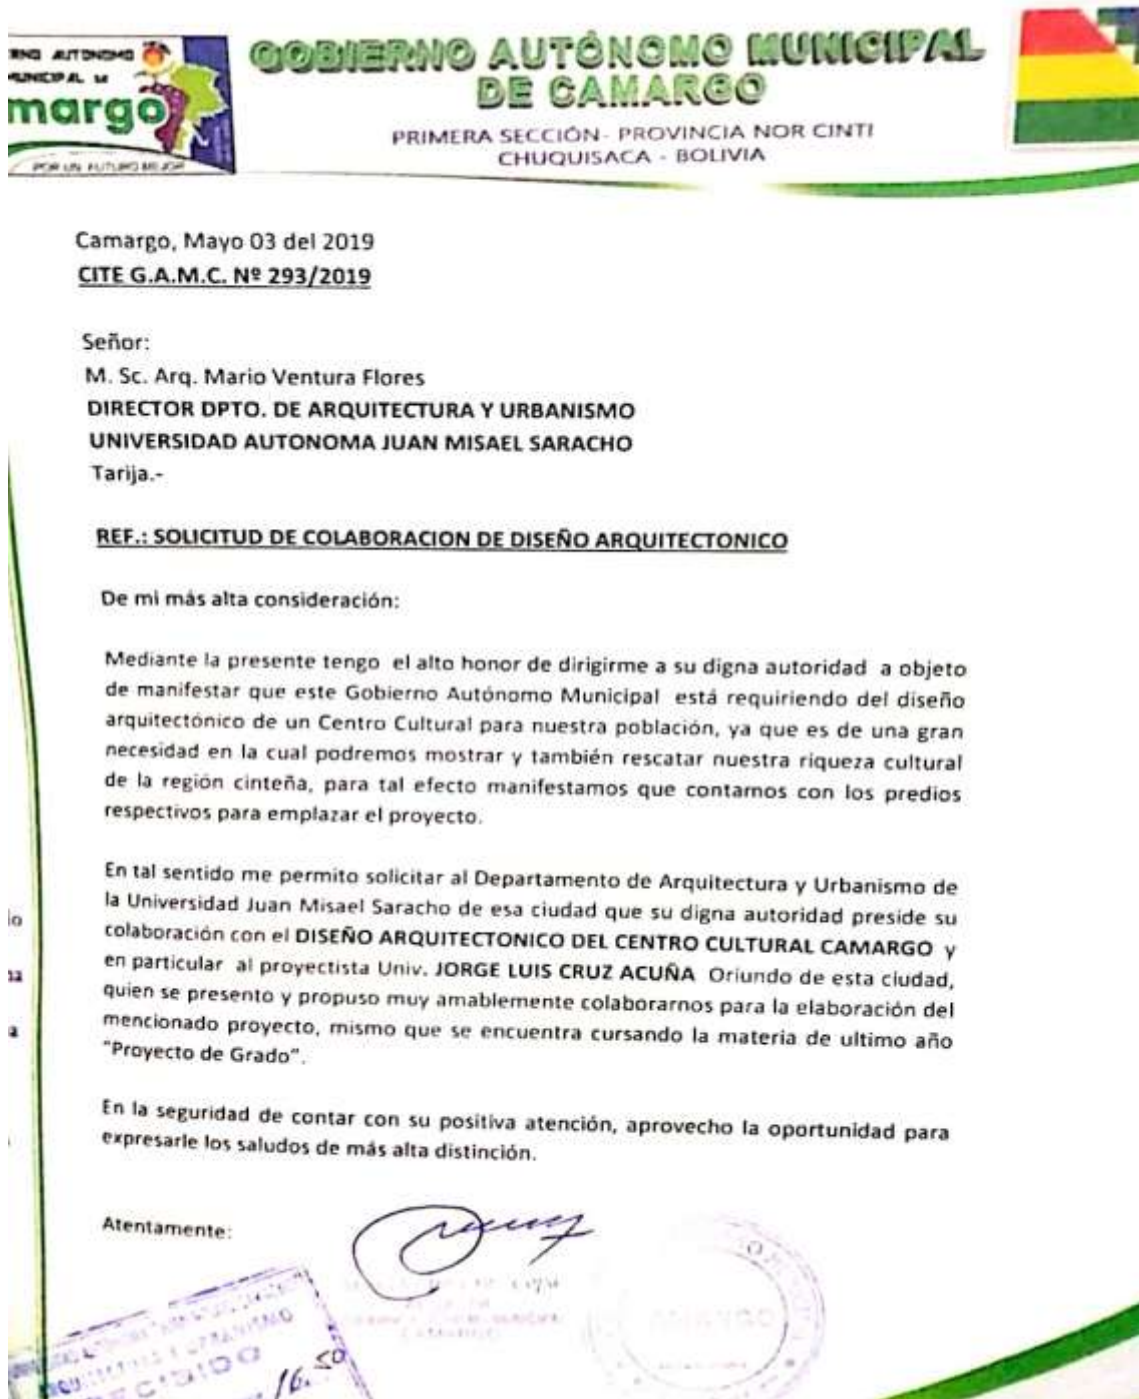 GOBIERNO AUTÓNOMO MUNICIPAL
DE CAMARGO
PRIMERA SECCIÓN- PROVINCIA NOR CINTI
CHUQUISACA - BOLIVIA
AUTONOMO
MUNICIPAL DE
margo
POR UN FUTURO MEJOR
Camargo, Mayo 03 del 2019
CITE G.A.M.C. Nº 293/2019
Señor:
M. Sc. Arq. Mario Ventura Flores
DIRECTOR DPTO. DE ARQUITECTURA Y URBANISMO
UNIVERSIDAD AUTONOMA JUAN MISAEL SARACHO
Tarija.-
REF.: SOLICITUD DE COLABORACION DE DISEÑO ARQUITECTONICO
De mi más alta consideración:
Mediante la presente tengo el alto honor de dirigirme a su digna autoridad a objeto
de manifestar que este Gobierno Autónomo Municipal está requiriendo del diseño
arquitectónico de un Centro Cultural para nuestra población, ya que es de una gran
necesidad en la cual podremos mostrar y también rescatar nuestra riqueza cultural
de la región cinteña, para tal efecto manifestamos que contamos con los predios
respectivos para emplazar el proyecto.
En tal sentido me permito solicitar al Departamento de Arquitectura y Urbanismo de
la Universidad Juan Misael Saracho de esa ciudad que su digna autoridad preside su
colaboración con el DISEÑO ARQUITECTONICO DEL CENTRO CULTURAL CAMARGO y
en particular al proyectista Univ. JORGE LUIS CRUZ ACUÑA Oriundo de esta ciudad,
quien se presento y propuso muy amablemente colaborarnos para la elaboración del
mencionado proyecto, mismo que se encuentra cursando la materia de ultimo año
"Proyecto de Grado".
En la seguridad de contar con su positiva atención, aprovecho la oportunidad para
expresarle los saludos de más alta distinción.
Atentamente:
CAMARGO
16:50